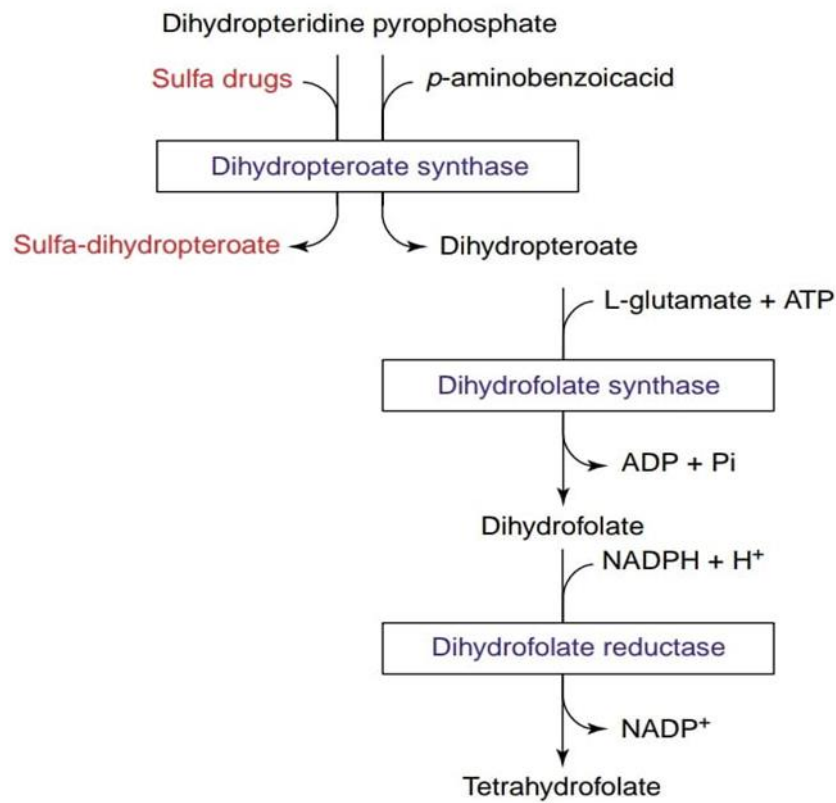 Dihydropteridine pyrophosphate
Sulfa drugs
p-aminobenzoicacid
Dihydropteroate synthase
Sulfa-dihydropteroate
Dihydropteroate
L-glutamate + ATP
Dihydrofolate synthase
ADP + Pi
Dihydrofolate
NADPH + H⁺
Dihydrofolate reductase
NADP⁺
Tetrahydrofolate